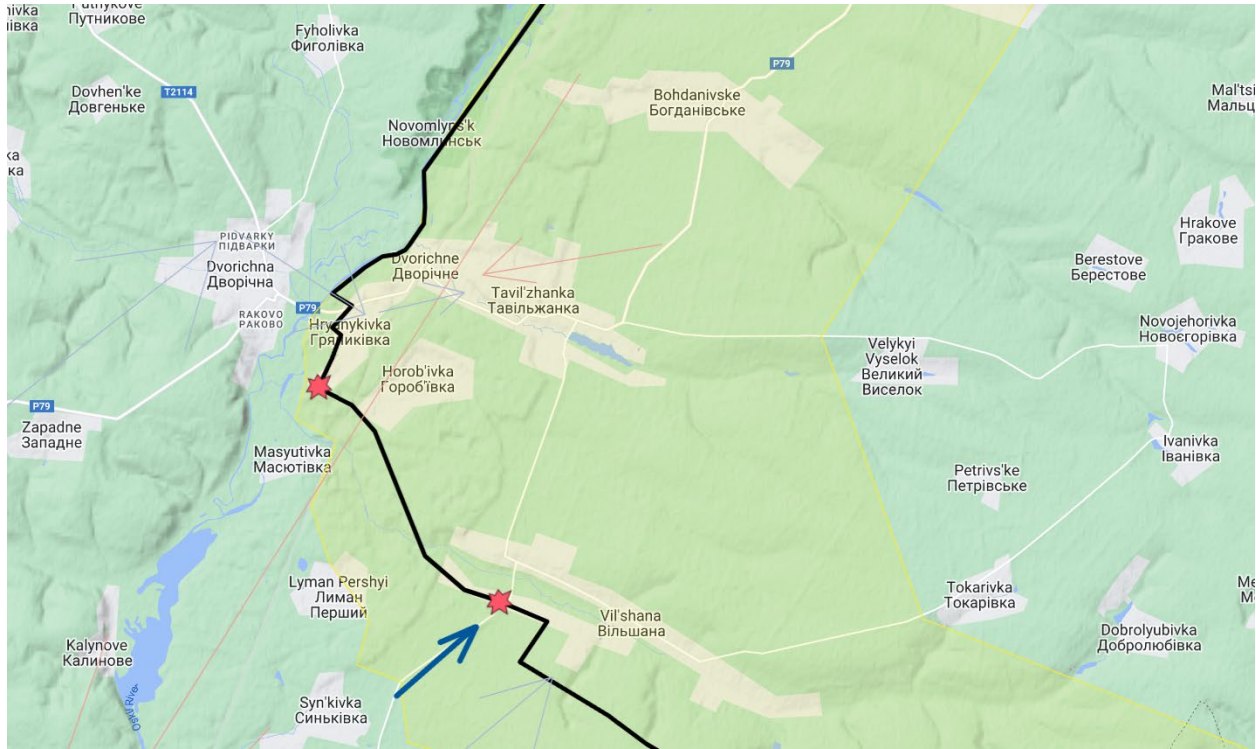 Putnykove
Путникове
Fyholivka
Фиголівка
P79
Dovhen'ke
Довгеньке
T2114
Bohdanivske
Богданівське
Novomlyns'k
Новомлинськ
Hrakove
Гракове
PIDVARKY
ПІДВАРКИ
Dvorichna
Дворічна
Dvorichne
Дворічне
Berestove
Берестове
Tavil'zhanka
Тавільжанка
P79
RAKOVO
РАКОВО
Hryanykivka
Гряниківка
Novojehorivka
Новоєгорівка
Velykyi
Vyselok
Великий
Виселок
Horob'ivka
Гороб'ївка
P79
Zapadne
Западне
Masyutivka
Масютівка
Ivanivka
Іванівка
Petrivs'ke
Петрівське
Lyman Pershyi
Лиман
Перший
Tokarivka
Токарівка
Vil'shana
Вільшана
Dobrolyubivka
Добролюбівка
Kalynove
Калинове
Syn'kivka
Синьківка
Oskil River